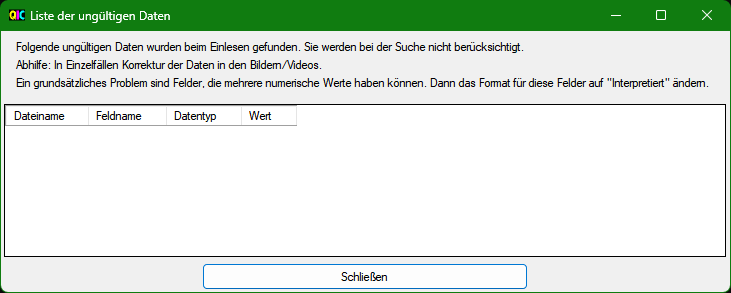 QIC Liste der ungültigen Daten
Folgende ungültigen Daten wurden beim Einlesen gefunden. Sie werden bei der Suche nicht berücksichtigt.
Abhilfe: In Einzelfällen Korrektur der Daten in den Bildern/Videos.
Ein grundsätzliches Problem sind Felder, die mehrere numerische Werte haben können. Dann das Format für diese Felder auf "Interpretiert" ändern.
Dateiname Feldname Datentyp Wert
Schließen